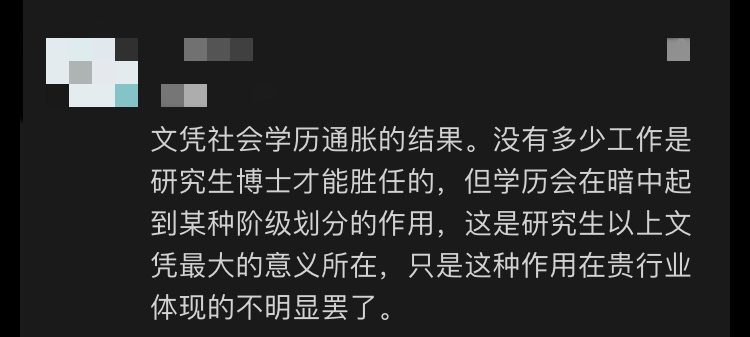 文凭社会学历通胀的结果。没有多少工作是
研究生博士才能胜任的，但学历会在暗中起
到某种阶级划分的作用，这是研究生以上文
凭最大的意义所在，只是这种作用在贵行业
体现的不明显罢了。